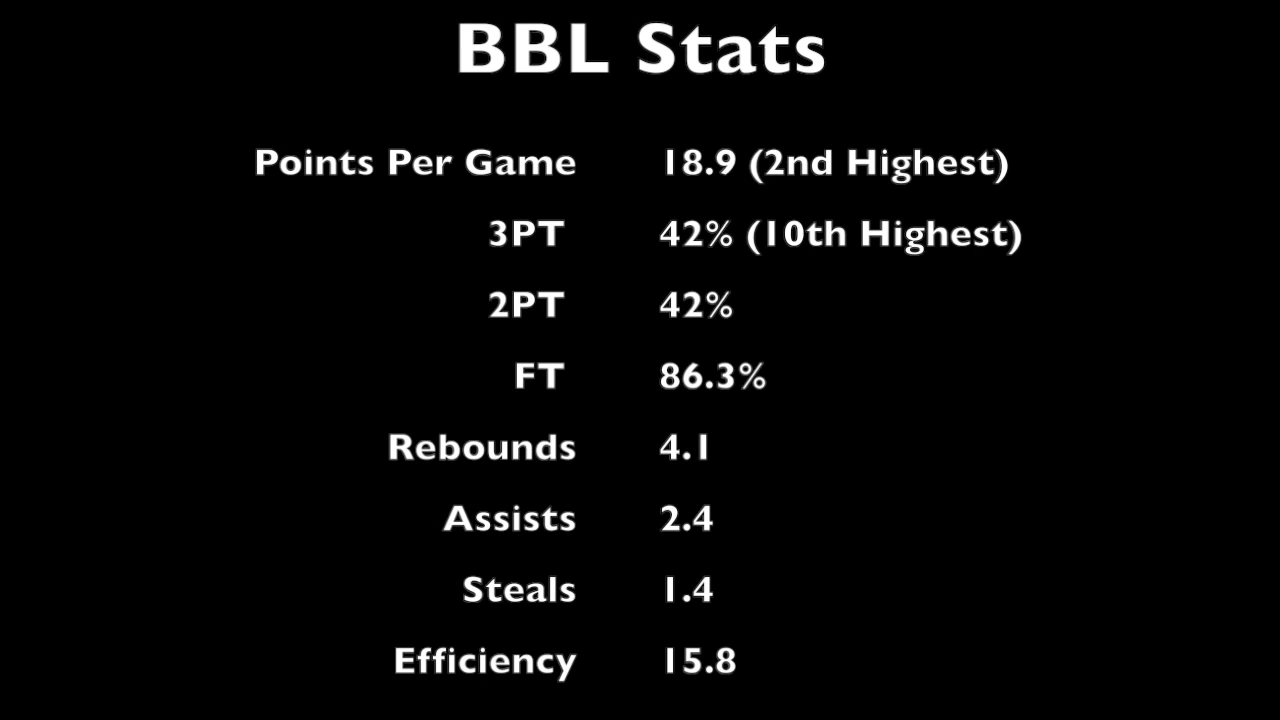 BBL Stats
Points Per Game 18.9 (2nd Highest)
3PT 42% (10th Highest)
2PT 42%
FT 86.3%
Rebounds 4.1
Assists 2.4
Steals 1.4
Efficiency 15.8